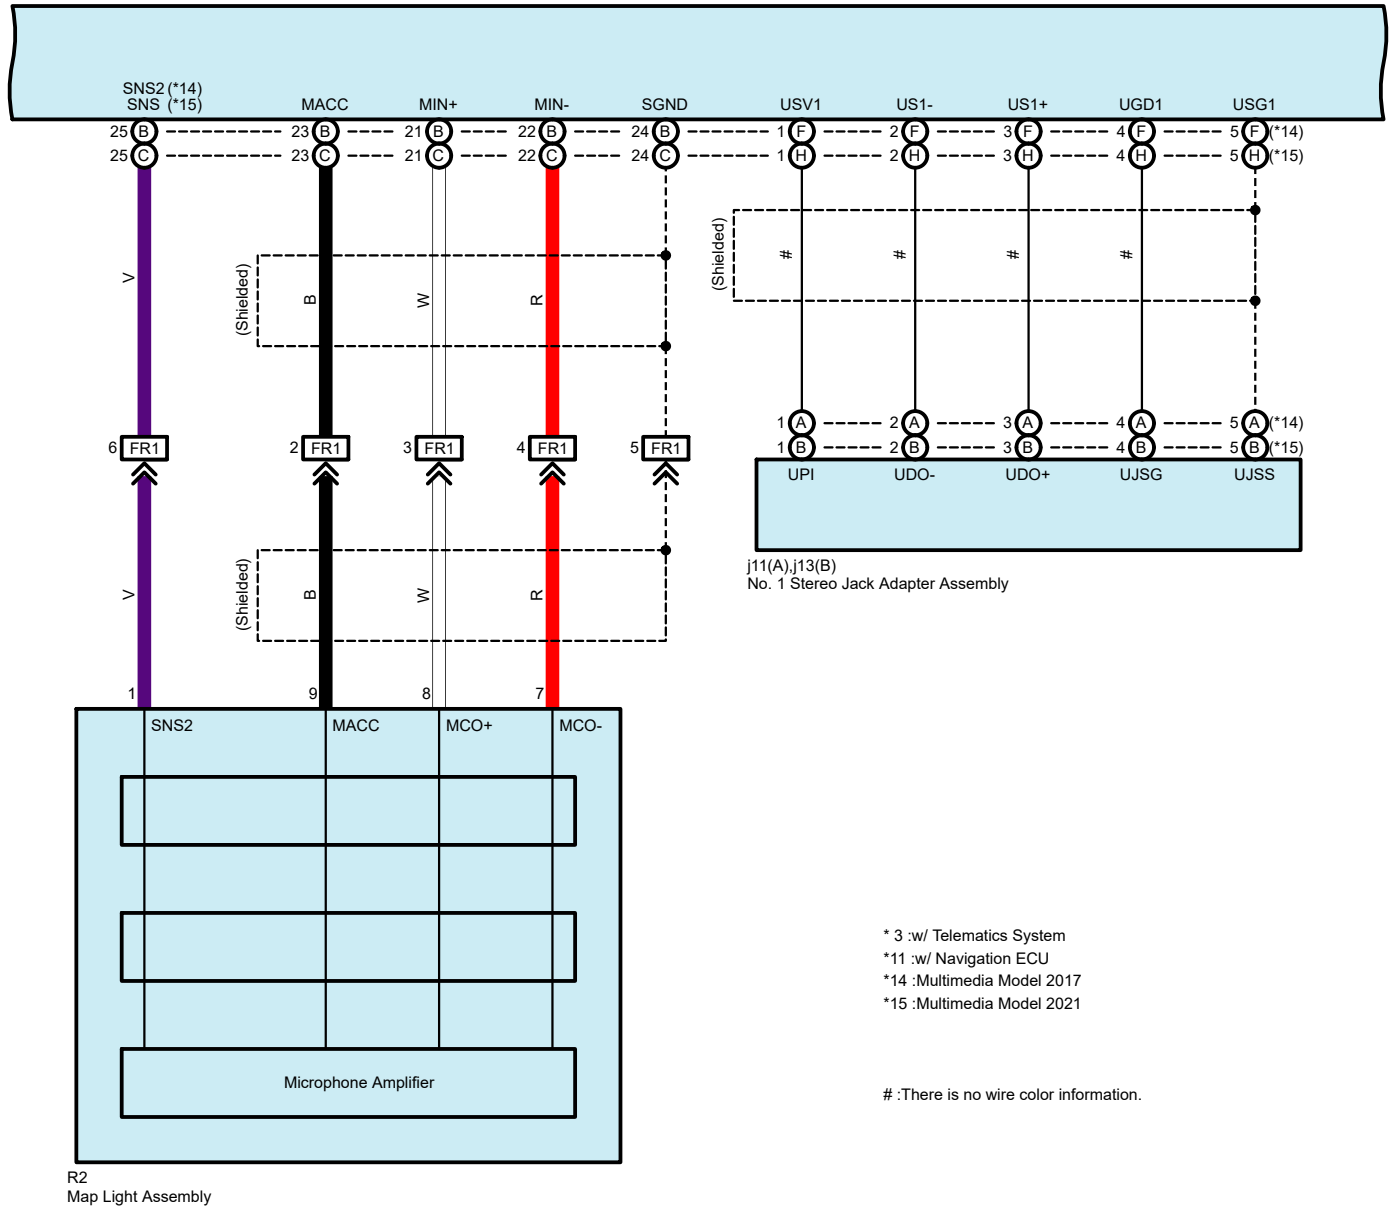 SNS2 (*14)
SNS (*15) MACC MIN+ MIN- SGND USV1 US1- US1+ UGD1 USG1
25 B 23 B 21 B 22 B 24 B 1 F 2 F 3 F 4 F 5 F (*14)
25 C 23 C 21 C 22 C 24 C 1 H 2 H 3 H 4 H 5 H (*15)
(Shielded) # # # #
V (Shielded) B W R
1 A 2 A 3 A 4 A 5 A (*14)
6 FR1 2 FR1 3 FR1 4 FR1 5 FR1 1 B 2 B 3 B 4 B 5 B (*15)
UPI UDO- UDO+ UJSG UJSS
j11(A),j13(B)
No. 1 Stereo Jack Adapter Assembly
V (Shielded) B W R
1 9 8 7
SNS2 MACC MCO+ MCO-
* 3 :w/ Telematics System
*11 :w/ Navigation ECU
*14 :Multimedia Model 2017
*15 :Multimedia Model 2021
Microphone Amplifier
# :There is no wire color information.
R2
Map Light Assembly